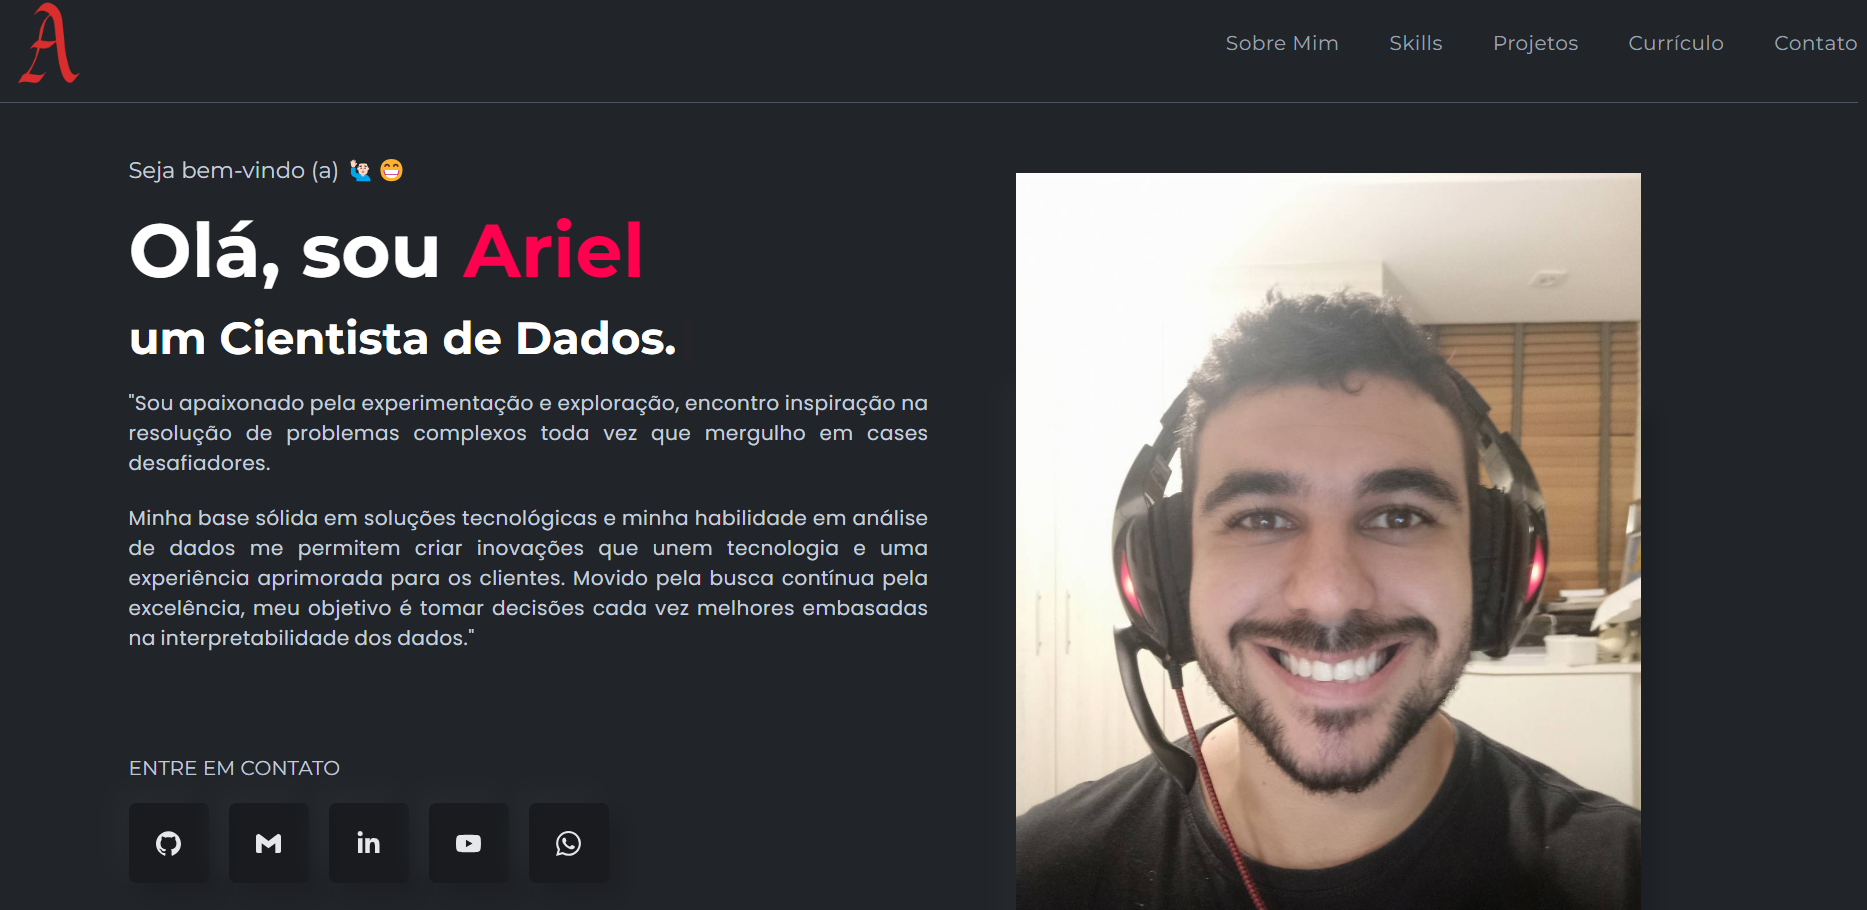 A
Sobre Mim Skills Projetos Currículo Contato
Seja bem-vindo (a) 🙋🏻‍♂️ 😁
Olá, sou Ariel
um Cientista de Dados.
"Sou apaixonado pela experimentação e exploração, encontro inspiração na
resolução de problemas complexos toda vez que mergulho em cases
desafiadores.
Minha base sólida em soluções tecnológicas e minha habilidade em análise
de dados me permitem criar inovações que unem tecnologia e uma
experiência aprimorada para os clientes. Movido pela busca contínua pela
excelência, meu objetivo é tomar decisões cada vez melhores embasadas
na interpretabilidade dos dados."
ENTRE EM CONTATO
in